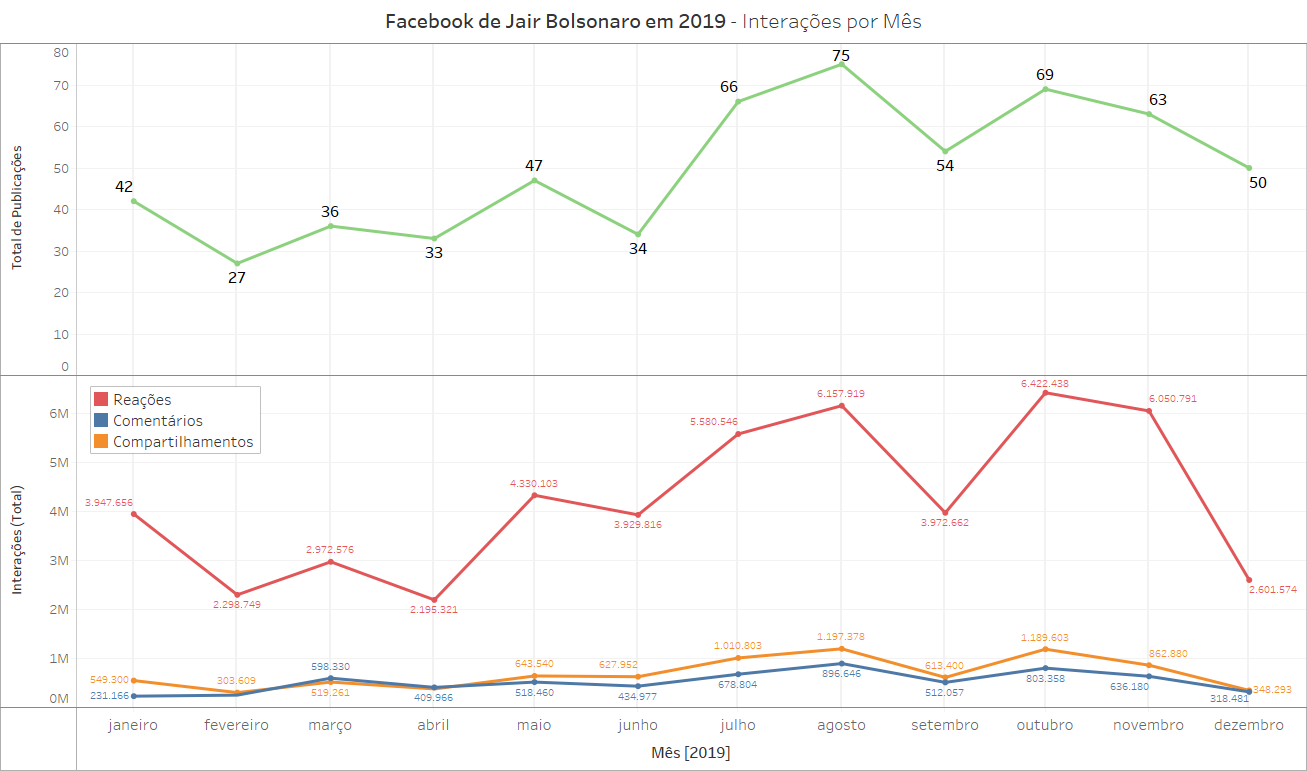 Facebook de Jair Bolsonaro em 2019 - Interações por Mês
Total de Publicações
80
70
60
50
40
30
20
10
0
42
27
36
33
47
34
66
75
54
69
63
50
Interações (Total)
6M
5M
4M
3M
2M
1M
0M
Reações
Comentários
Compartilhamentos
3.947.656
2.298.749
2.972.576
2.195.321
4.330.103
3.929.816
5.580.546
6.157.919
3.972.662
6.422.438
6.050.791
2.601.574
549.300
303.609
519.261
643.540
627.952
1.010.803
1.197.378
613.400
1.189.603
862.880
348.293
231.166
598.330
409.966
518.460
434.977
678.804
896.646
512.057
803.358
636.180
318.481
janeiro
fevereiro
março
abril
maio
junho
julho
agosto
setembro
outubro
novembro
dezembro
Mês [2019]